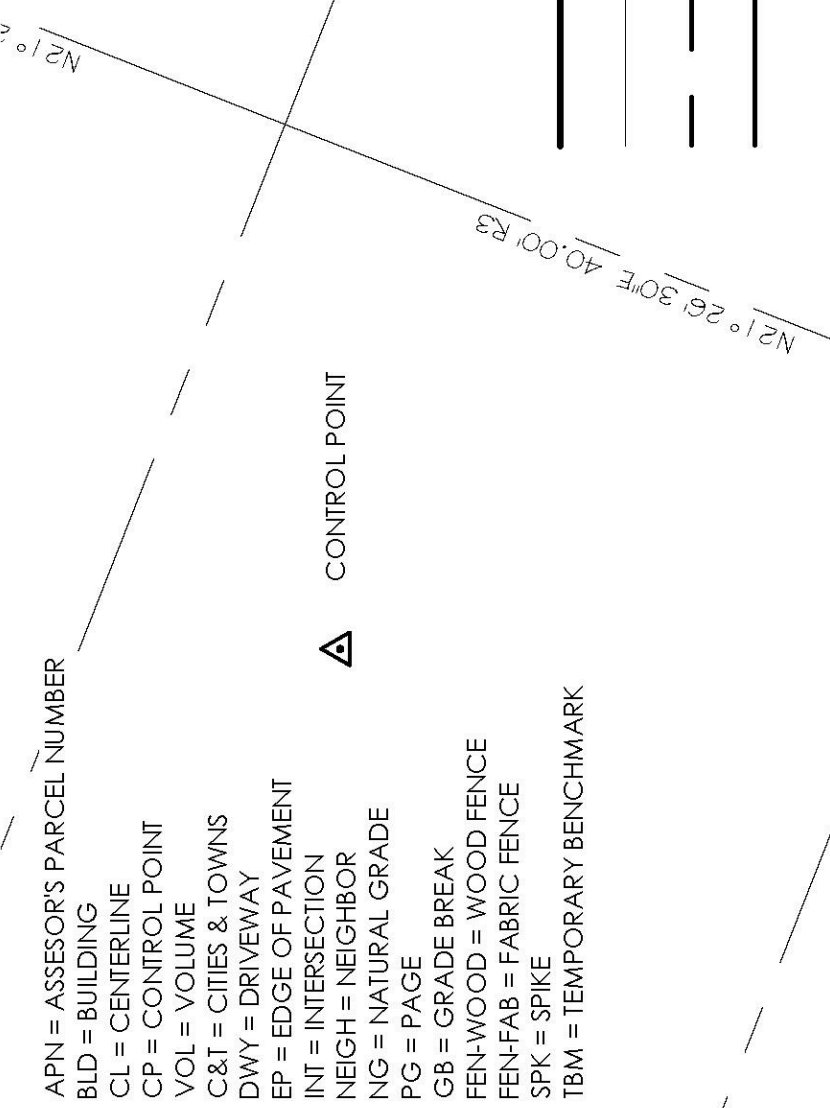 APN = ASSESOR'S PARCEL NUMBER
BLD = BUILDING
CL = CENTERLINE
CP = CONTROL POINT
VOL = VOLUME
C&T = CITIES & TOWNS
DWY = DRIVEWAY
EP = EDGE OF PAVEMENT
INT = INTERSECTION
NEIGH = NEIGHBOR
NG = NATURAL GRADE
PG = PAGE
GB = GRADE BREAK
FEN-WOOD = WOOD FENCE
FEN-FAB = FABRIC FENCE
SPK = SPIKE
TBM = TEMPORARY BENCHMARK
CONTROL POINT
N21°26'30"E 40.00' R3
N21°